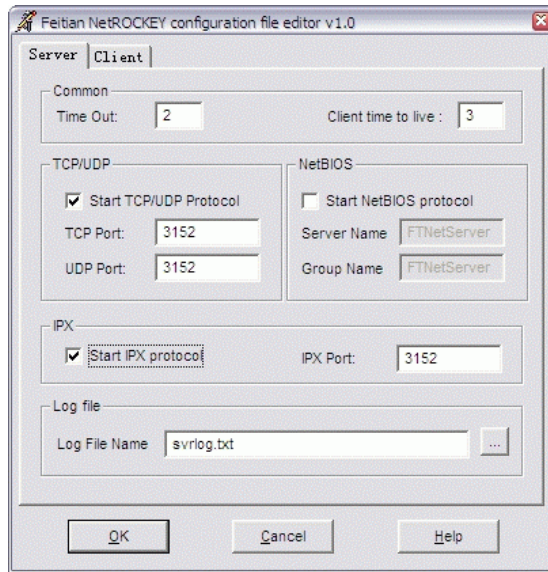 Feitian NetROCKEY configuration file editor v1.0
Server Client
Common
Time Out: 2 Client time to live : 3
TCP/UDP
Start TCP/UDP Protocol
TCP Port: 3152
UDP Port: 3152
NetBIOS
Start NetBIOS protocol
Server Name FTNetServer
Group Name FTNetServer
IPX
Start IPX protocol IPX Port: 3152
Log file
Log File Name svrlog.txt ...
OK Cancel Help